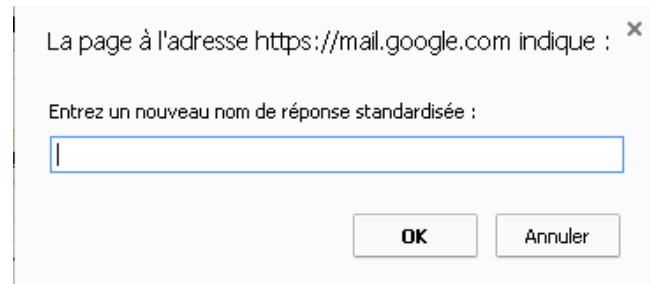 La page à l'adresse https://mail.google.com indique :
Entrez un nouveau nom de réponse standardisée :
OK
Annuler